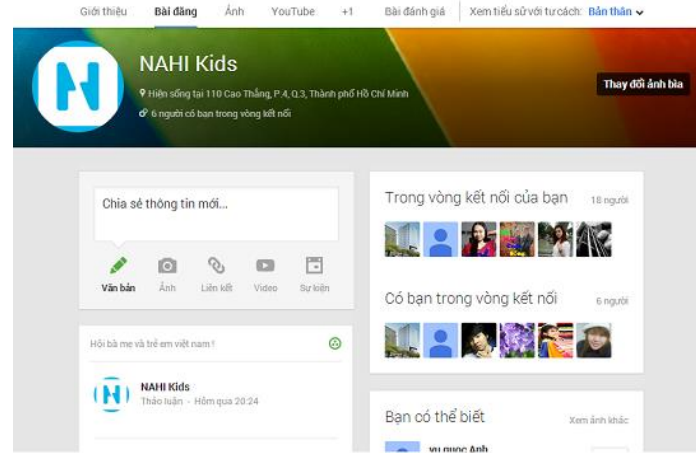 Giới thiệu Bài đăng Ảnh YouTube +1 Bài đánh giá Xem tiểu sử với tư cách: Bản thân
N
NAHI Kids
Hiện sống tại 110 Cao Thắng, P.4, Q.3, Thành phố Hồ Chí Minh
6 người có bạn trong vòng kết nối
Thay đổi ảnh bìa
Chia sẻ thông tin mới...
Văn bản Ảnh Liên kết Video Sự kiện
Hội bà mẹ và trẻ em việt nam !
N
NAHI Kids
Thảo luận - Hôm qua 20:24
Trong vòng kết nối của bạn 18 người
Có bạn trong vòng kết nối 6 người
Bạn có thể biết Xem ảnh khác
vu quoc Anh